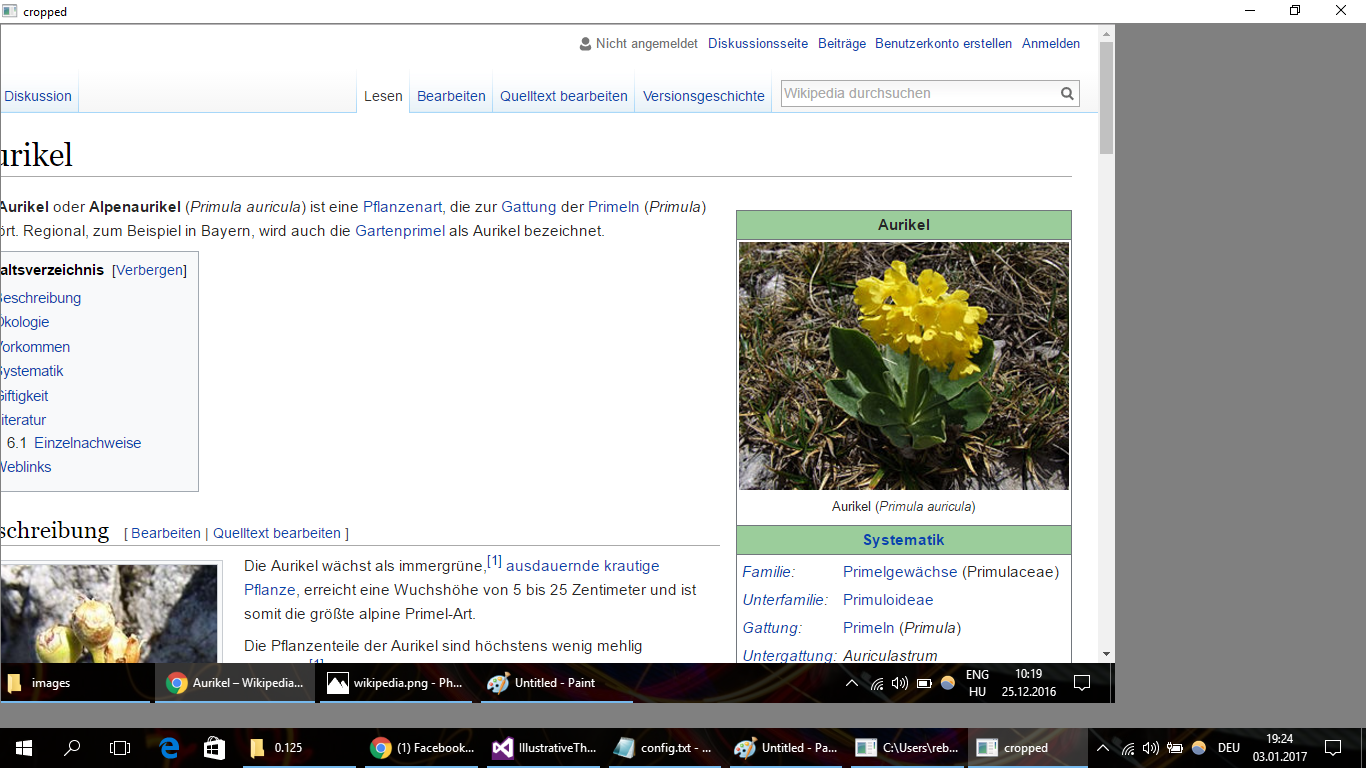 cropped
Nicht angemeldet Diskussionsseite Beiträge Benutzerkonto erstellen Anmelden
Diskussion Lesen Bearbeiten Quelltext bearbeiten Versionsgeschichte Wikipedia durchsuchen
urikel
Aurikel oder Alpenaurikel (Primula auricula) ist eine Pflanzenart, die zur Gattung der Primeln (Primula)
ört. Regional, zum Beispiel in Bayern, wird auch die Gartenprimel als Aurikel bezeichnet.
altsverzeichnis [Verbergen]
Beschreibung
Ökologie
Vorkommen
Systematik
Giftigkeit
iteratur
6.1 Einzelnachweise
Weblinks
Aurikel
Aurikel (Primula auricula)
Systematik
Familie: Primelgewächse (Primulaceae)
Unterfamilie: Primuloideae
Gattung: Primeln (Primula)
Untergattung: Auriculastrum
schreibung [ Bearbeiten | Quelltext bearbeiten ]
Die Aurikel wächst als immergrüne,[1] ausdauernde krautige
Pflanze, erreicht eine Wuchshöhe von 5 bis 25 Zentimeter und ist
somit die größte alpine Primel-Art.
Die Pflanzenteile der Aurikel sind höchstens wenig mehlig
[1]
images Aurikel – Wikipedia... wikipedia.png - Ph... Untitled - Paint
ENG
HU
10:19
25.12.2016
0.125 (1) Facebook... IllustrativeTh... config.txt - ... Untitled - Pa... C:\Users\reb... cropped
DEU
19:24
03.01.2017